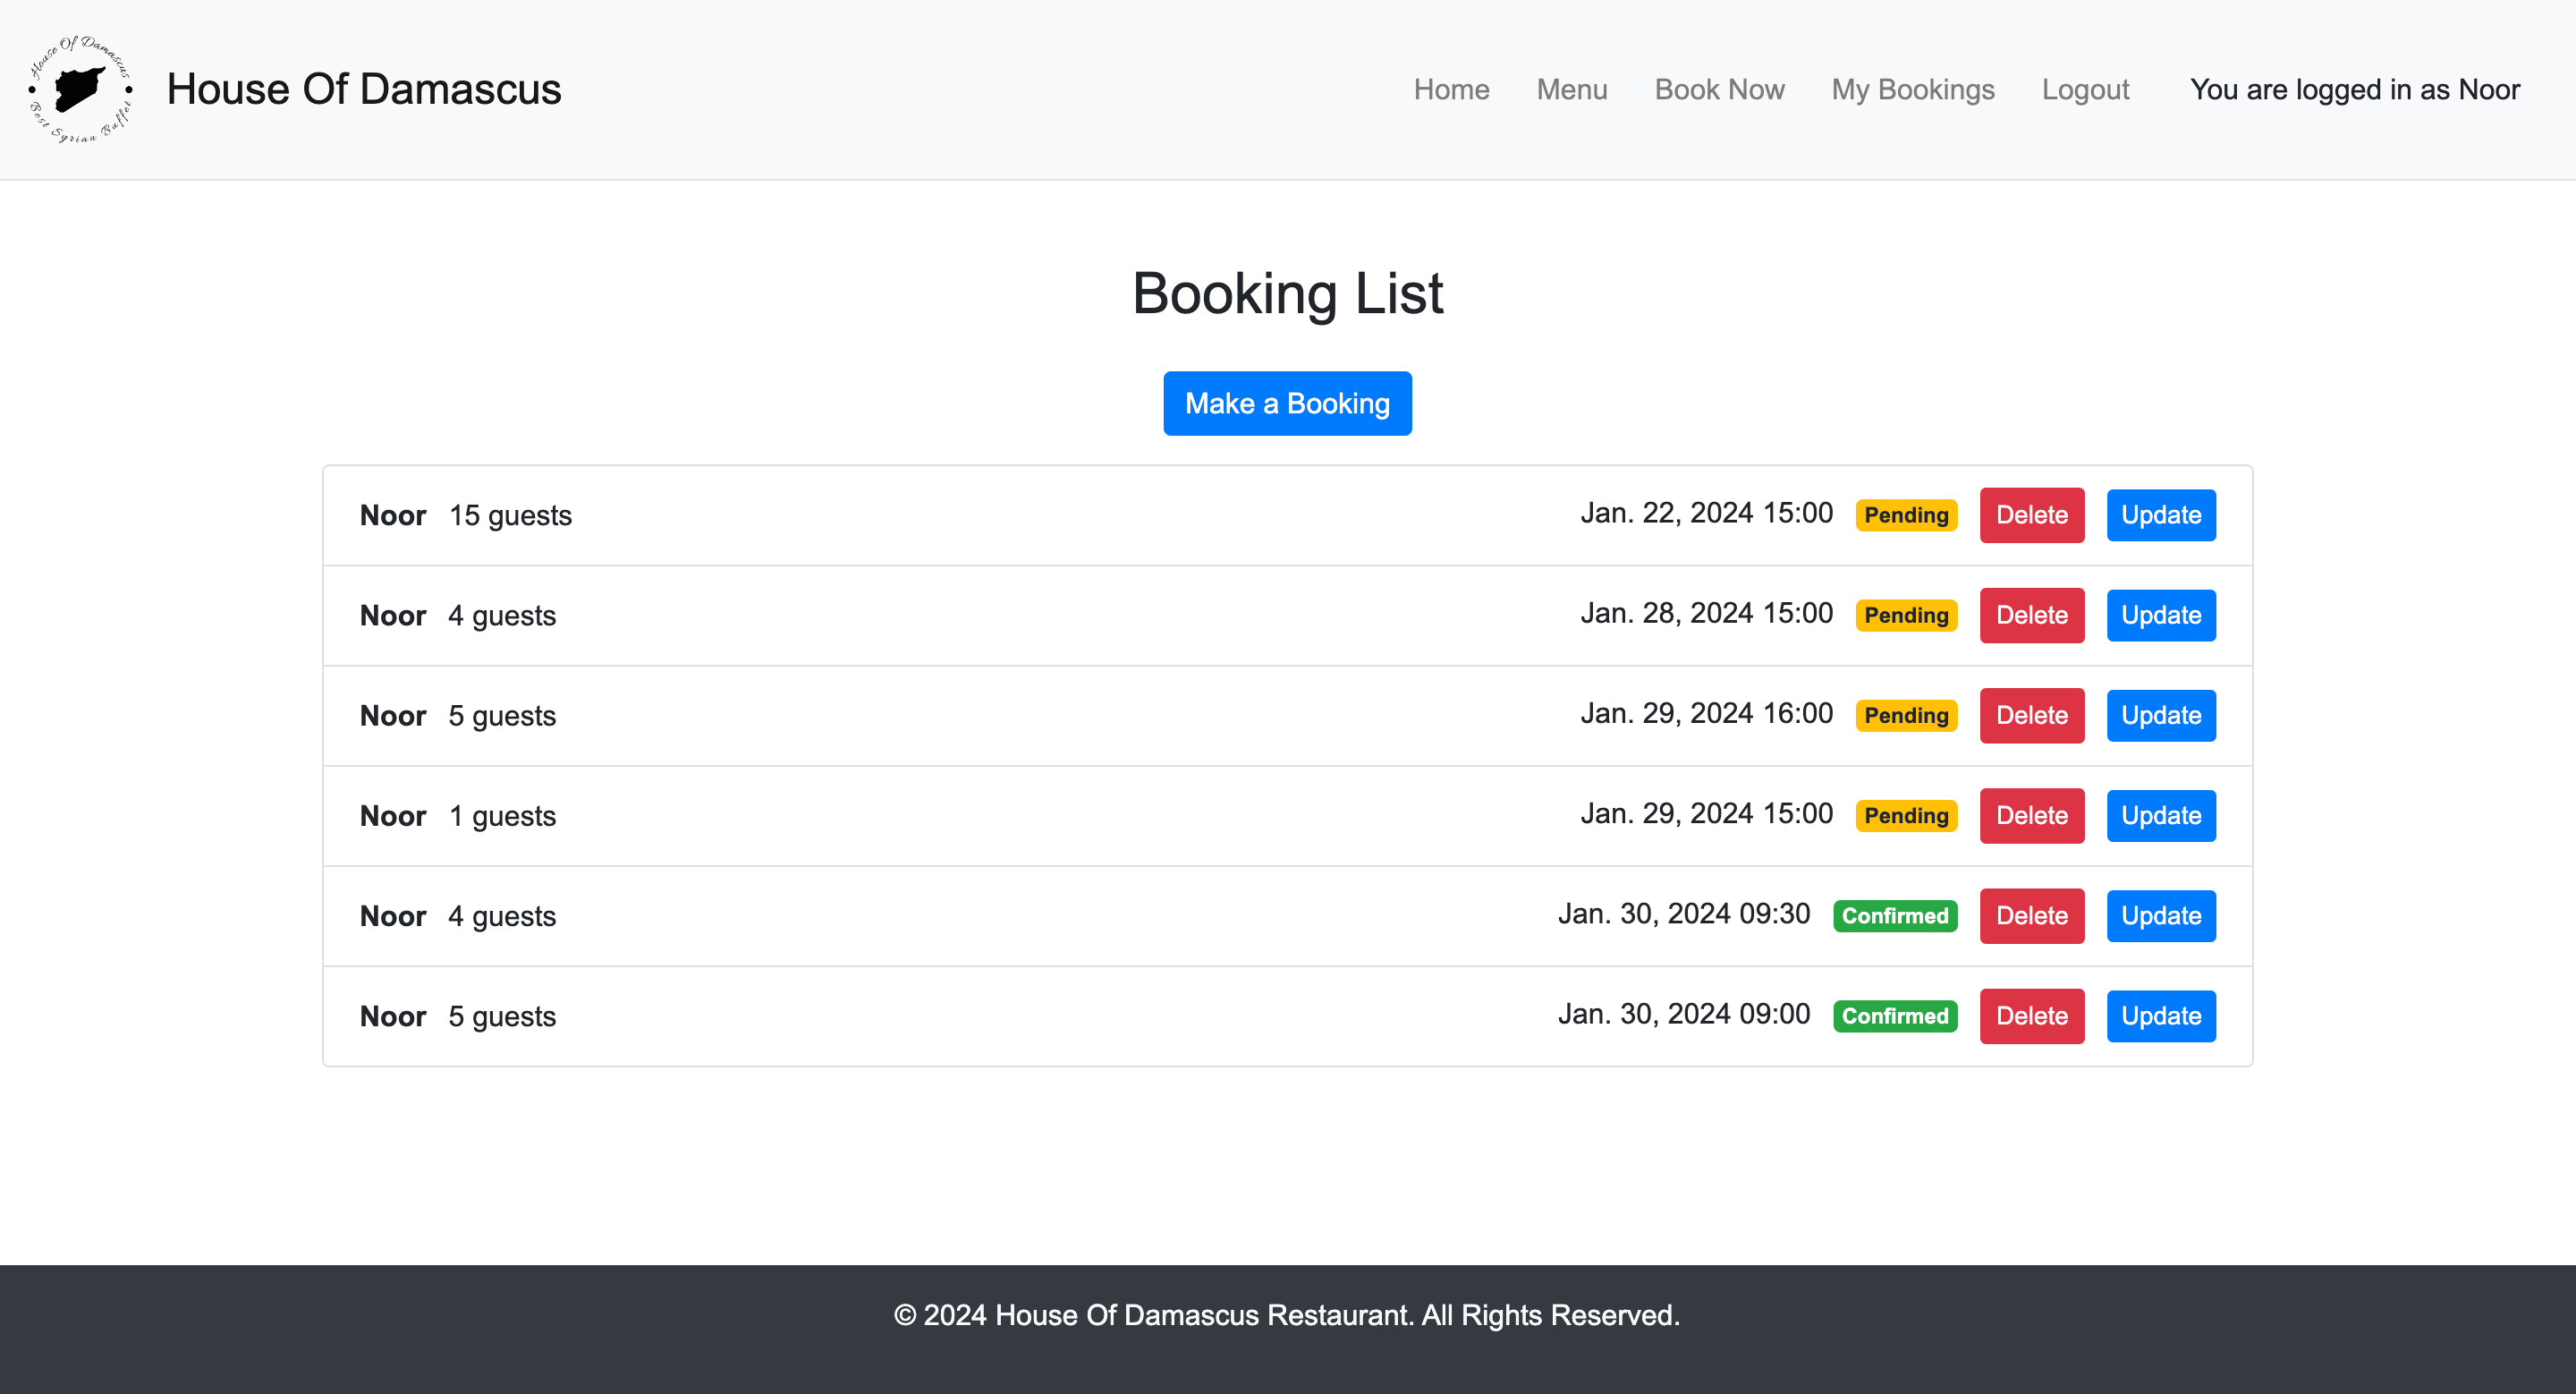 House Of Damascus
Best Syrian Buffet
House Of Damascus
Home Menu Book Now My Bookings Logout You are logged in as Noor
Booking List
Make a Booking
Noor 15 guests Jan. 22, 2024 15:00 Pending Delete Update
Noor 4 guests Jan. 28, 2024 15:00 Pending Delete Update
Noor 5 guests Jan. 29, 2024 16:00 Pending Delete Update
Noor 1 guests Jan. 29, 2024 15:00 Pending Delete Update
Noor 4 guests Jan. 30, 2024 09:30 Confirmed Delete Update
Noor 5 guests Jan. 30, 2024 09:00 Confirmed Delete Update
© 2024 House Of Damascus Restaurant. All Rights Reserved.